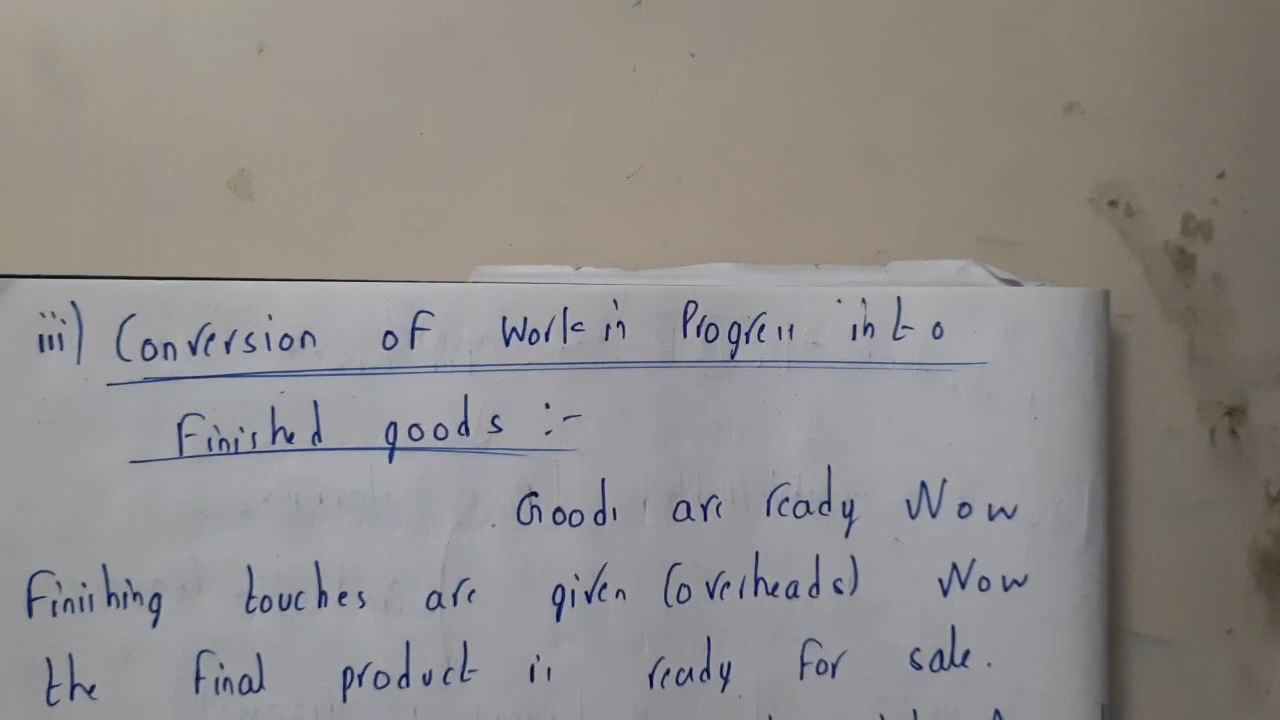 iii) Conversion of Work in Progress into
Finished goods :-
Goods are ready Now
Finishing touches are given (overheads) Now
the final product is ready for sale.